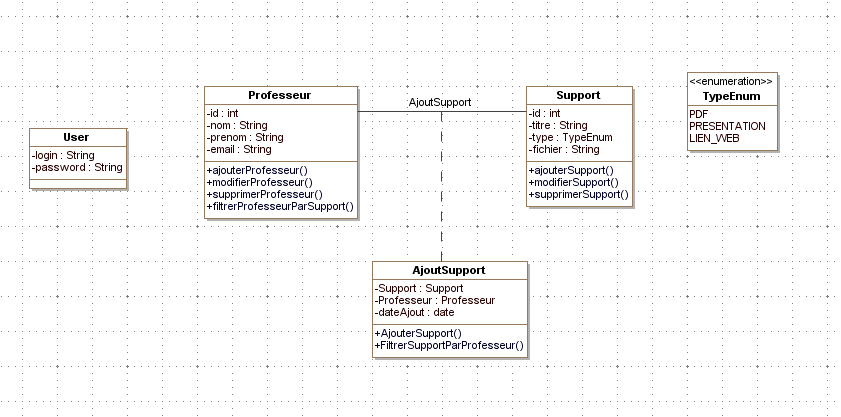 User
-login : String
-password : String
Professeur
-id : int
-nom : String
-prenom : String
-email : String
+ajouterProfesseur()
+modifierProfesseur()
+supprimerProfesseur()
+filtrerProfesseurParSupport()
AjoutSupport
Support
-id : int
-titre : String
-type : TypeEnum
-fichier : String
+ajouterSupport()
+modifierSupport()
+supprimerSupport()
<<enumeration>>
TypeEnum
PDF
PRESENTATION
LIEN_WEB
AjoutSupport
-Support : Support
-Professeur : Professeur
-dateAjout : date
+AjouterSupport()
+FiltrerSupportParProfesseur()